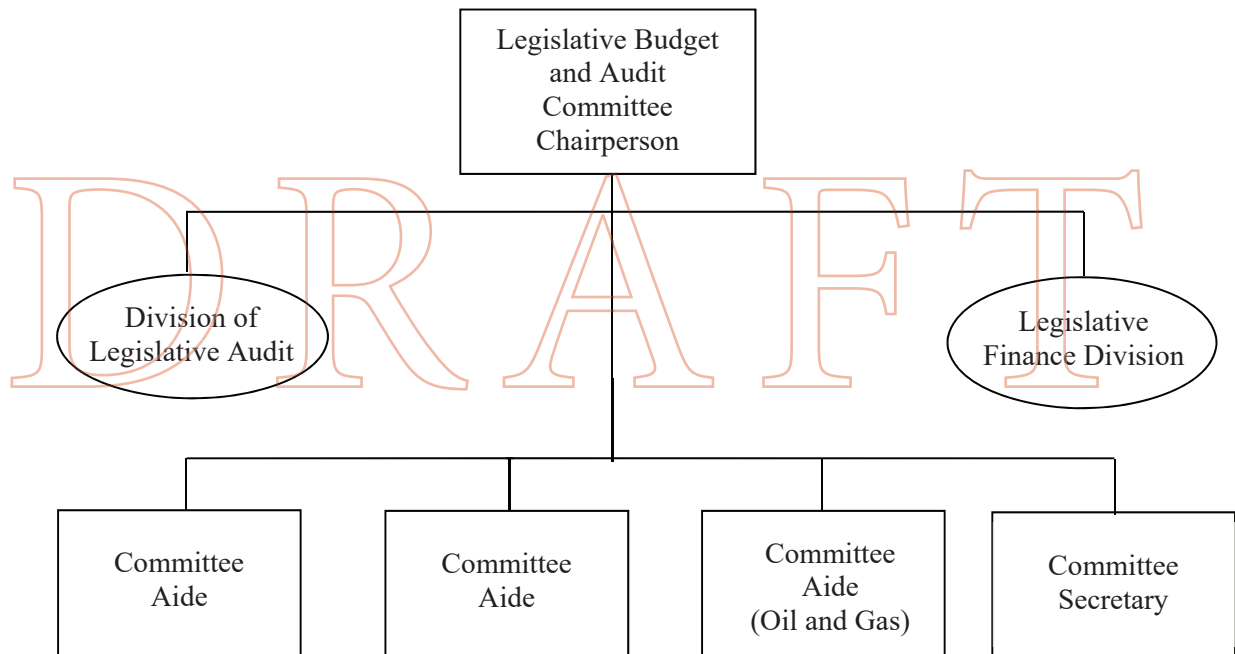 Legislative Budget
and Audit
Committee
Chairperson
DRAFT
Division of
Legislative Audit
Legislative
Finance Division
Committee
Aide
Committee
Aide
Committee
Aide
(Oil and Gas)
Committee
Secretary